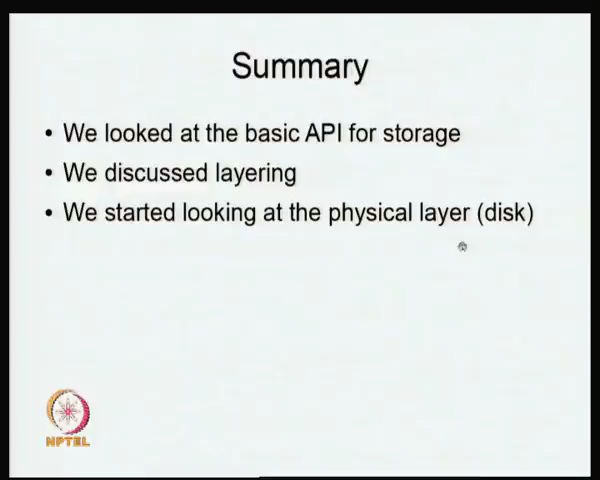 Summary
• We looked at the basic API for storage
• We discussed layering
• We started looking at the physical layer (disk)
NPTEL